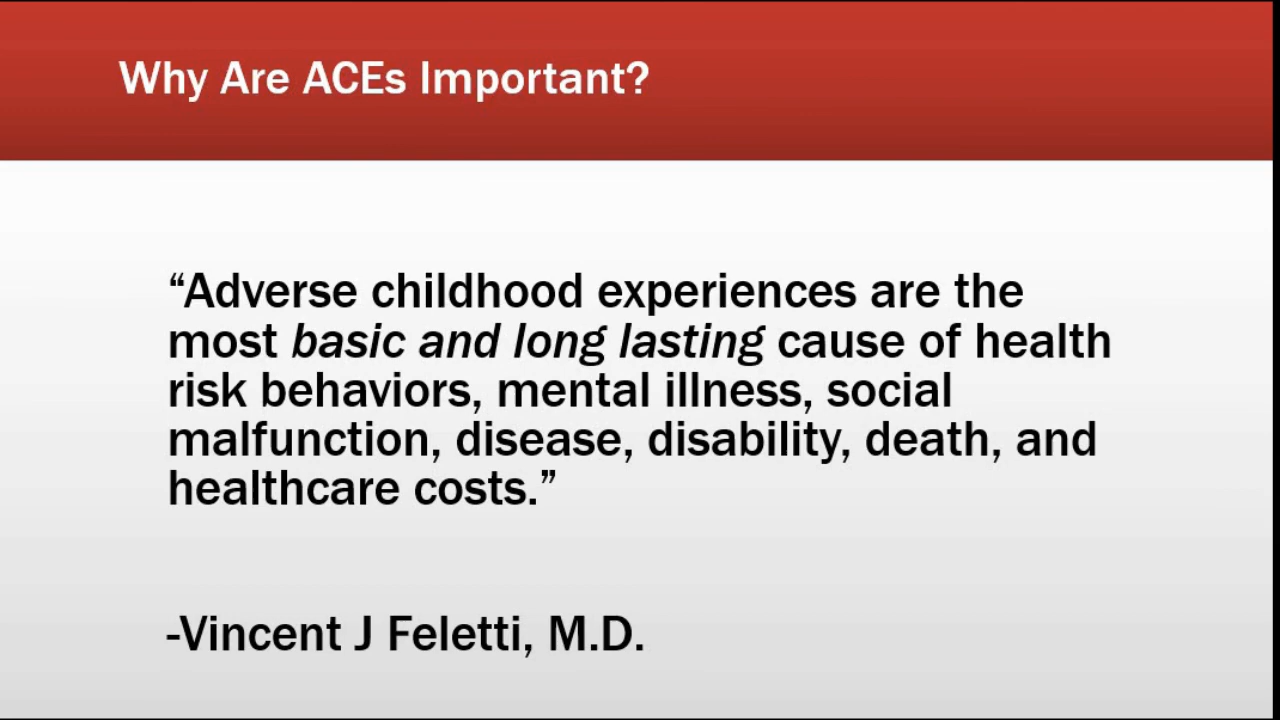 Why Are ACEs Important?
“Adverse childhood experiences are the
most basic and long lasting cause of health
risk behaviors, mental illness, social
malfunction, disease, disability, death, and
healthcare costs.”
-Vincent J Feletti, M.D.